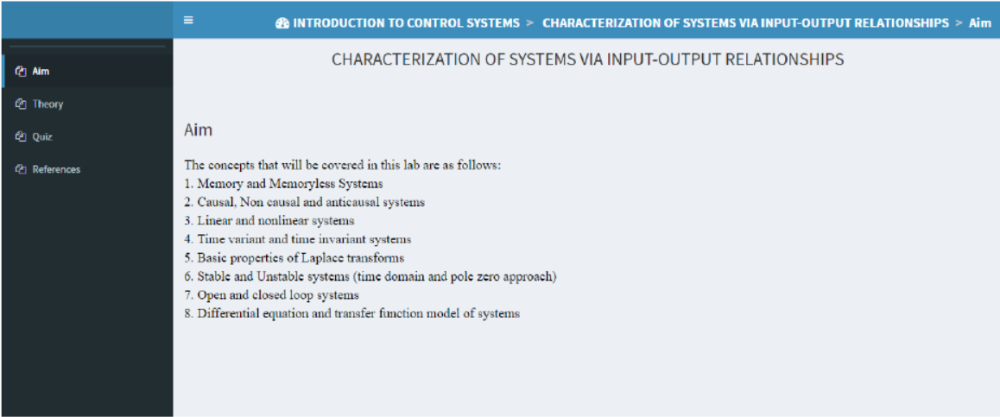 INTRODUCTION TO CONTROL SYSTEMS > CHARACTERIZATION OF SYSTEMS VIA INPUT-OUTPUT RELATIONSHIPS > Aim
Aim
Theory
Quiz
References
CHARACTERIZATION OF SYSTEMS VIA INPUT-OUTPUT RELATIONSHIPS
Aim
The concepts that will be covered in this lab are as follows:
1. Memory and Memoryless Systems
2. Causal, Non causal and anticausal systems
3. Linear and nonlinear systems
4. Time variant and time invariant systems
5. Basic properties of Laplace transforms
6. Stable and Unstable systems (time domain and pole zero approach)
7. Open and closed loop systems
8. Differential equation and transfer function model of systems